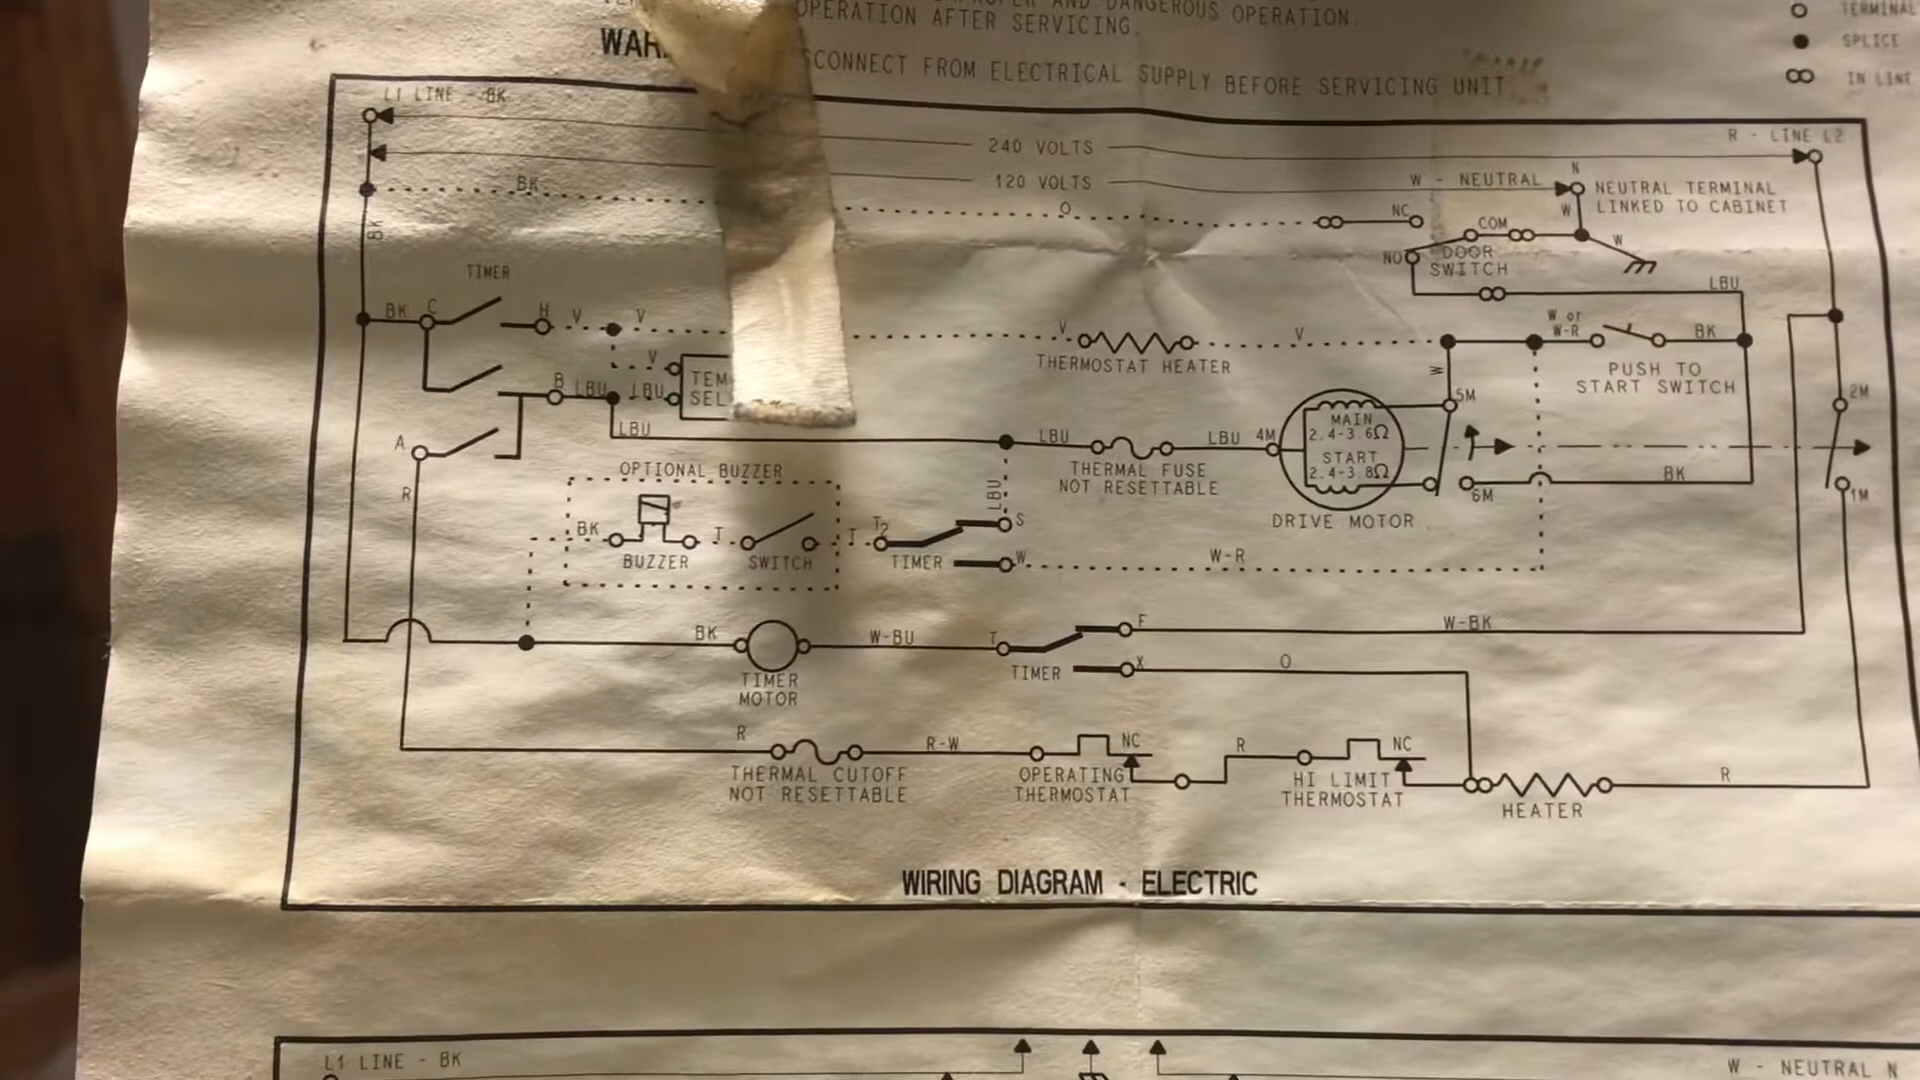 AND DANGEROUS OPERATION.
OPERATION AFTER SERVICING.
TERMINAL
SPLICE
IN LINE
CONNECT FROM ELECTRICAL SUPPLY BEFORE SERVICING UNIT
L1 LINE - BK
R - LINE L2
240 VOLTS
120 VOLTS
W - NEUTRAL
N
NEUTRAL TERMINAL
LINKED TO CABINET
BK
O
NC
W
COM
W
BK
NO
DOOR
SWITCH
TIMER
LBU
BK
C
H
V
V
V
V
W or
W-R
BK
THERMOSTAT HEATER
PUSH TO
START SWITCH
V
B
LBU
LBU
TEM
SEL
W
5M
2M
MAIN
2.4-3.6Ω
START
2.4-3.8Ω
LBU
LBU
LBU
4M
A
THERMAL FUSE
NOT RESETTABLE
OPTIONAL BUZZER
BK
6M
1M
R
LBU
DRIVE MOTOR
BK
T
T
T2
S
BUZZER
SWITCH
TIMER
W
W-R
BK
W-BU
T
F
W-BK
TIMER
X
O
TIMER
MOTOR
R
R-W
NC
R
NC
R
THERMAL CUTOFF
NOT RESETTABLE
OPERATING
THERMOSTAT
HI LIMIT
THERMOSTAT
HEATER
WIRING DIAGRAM - ELECTRIC
L1 LINE - BK
W - NEUTRAL N